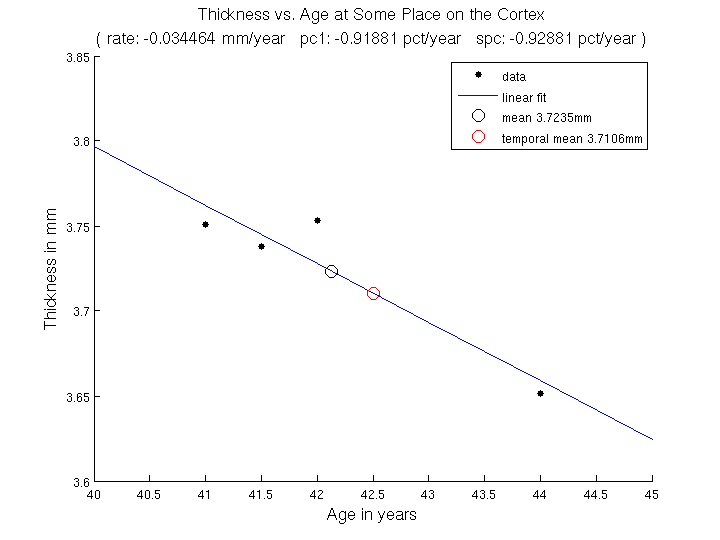 Thickness vs. Age at Some Place on the Cortex
( rate: -0.034464 mm/year pc1: -0.91881 pct/year spc: -0.92881 pct/year )
data
linear fit
mean 3.7235mm
temporal mean 3.7106mm
Thickness in mm
3.85
3.8
3.75
3.7
3.65
3.6
40 40.5 41 41.5 42 42.5 43 43.5 44 44.5 45
Age in years